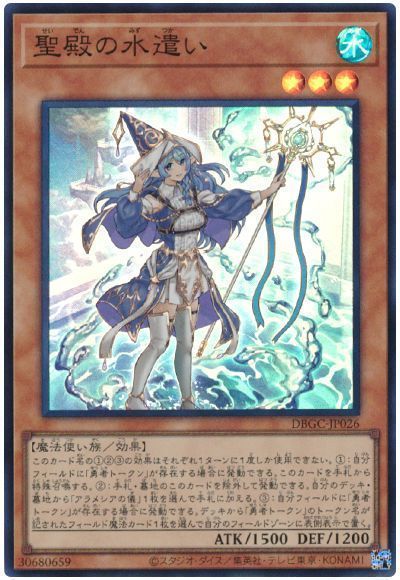 せい でん みず つか
聖殿の水遣い
水
DBGC-JP026
【魔法使い族／効果】
このカード名の①②③の効果はそれぞれ1ターンに1度しか使用できない。①：自分
フィールドに「勇者トークン」が存在する場合に発動できる。このカードを手札から
特殊召喚する。②：手札・墓地のこのカードを除外して発動できる。自分のデッキ・
墓地から「アラメシアの儀」1枚を選んで手札に加える。③：自分フィールドに「勇者
トークン」が存在する場合に発動できる。デッキから「勇者トークン」のトークン名が
記されたフィールド魔法カード1枚を選んで自分のフィールドゾーンに表側表示で置く。
ATK/1500 DEF/1200
30680659
©スタジオ・ダイス／集英社・テレビ東京・KONAMI